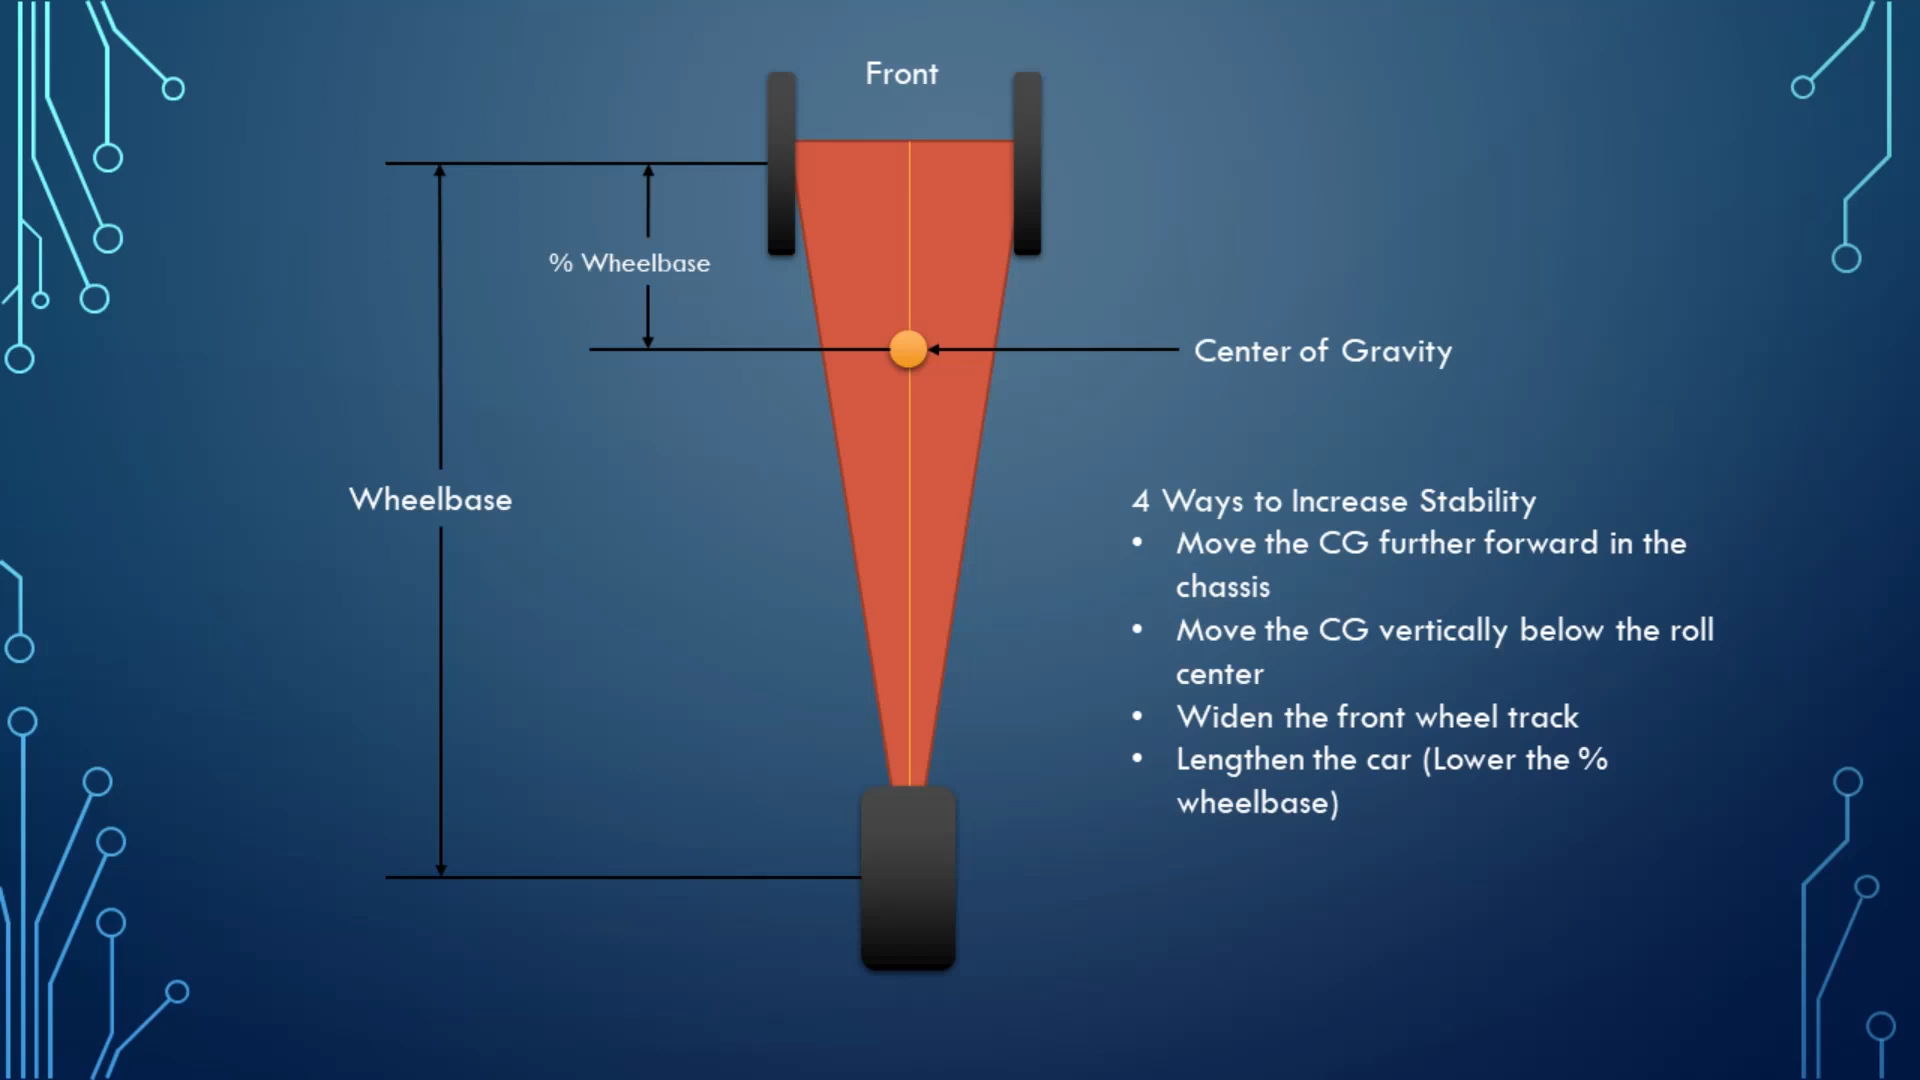 Front
% Wheelbase
Center of Gravity
Wheelbase
4 Ways to Increase Stability
• Move the CG further forward in the
chassis
• Move the CG vertically below the roll
center
• Widen the front wheel track
• Lengthen the car (Lower the %
wheelbase)